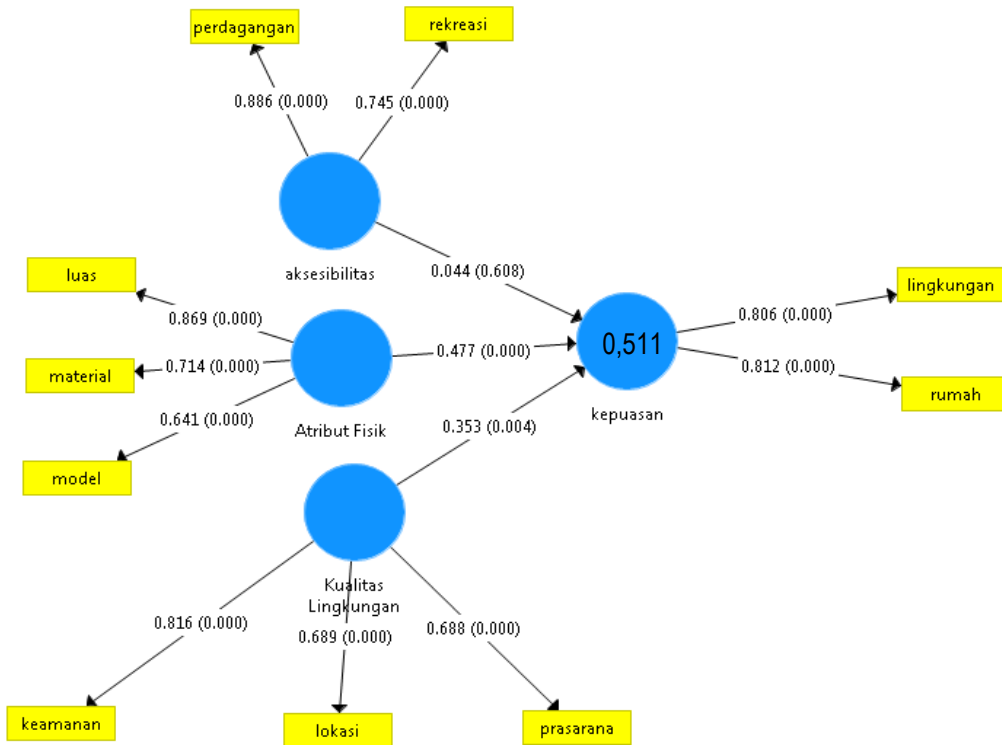 perdagangan
rekreasi
0.886 (0.000)
0.745 (0.000)
aksesibilitas
0.044 (0.608)
luas
0.869 (0.000)
material
0.714 (0.000)
model
0.641 (0.000)
Atribut Fisik
0.477 (0.000)
0,511
kepuasan
0.353 (0.004)
lingkungan
0.806 (0.000)
0.812 (0.000)
rumah
Kualitas
Lingkungan
0.816 (0.000)
0.689 (0.000)
0.688 (0.000)
keamanan
lokasi
prasarana